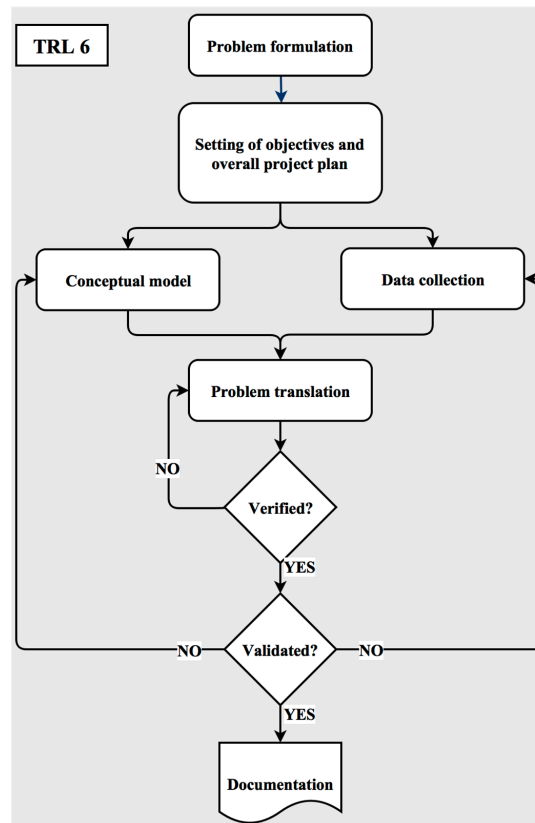 TRL 6
Problem formulation
Setting of objectives and
overall project plan
Conceptual model
Data collection
Problem translation
NO
Verified?
YES
NO
Validated?
NO
YES
Documentation